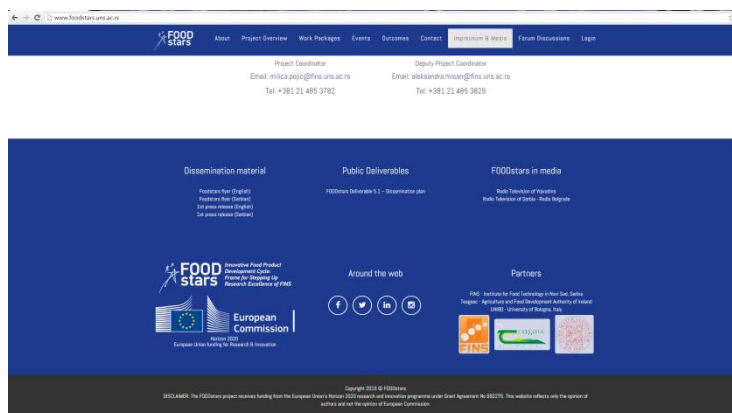 www.foodstars.uns.ac.rs
FOOD stars About Project Overview Work Packages Events Outcomes Contact Impressum & Media Forum Discussions Login
Project Coordinator
Email: milica.pojic@fins.uns.ac.rs
Tel: +381 21 485 3782
Deputy Project Coordinator
Email: aleksandra.misan@fins.uns.ac.rs
Tel: +381 21 485 3829
Dissemination material
Foodstars flyer (English)
Foodstars flyer (Serbian)
1st press release (English)
1st press release (Serbian)
Public Deliverables
FOODstars Deliverable 5.1 – Dissemination plan
FOODstars in media
Radio Television of Vojvodina
Radio Television of Serbia - Radio Belgrade
FOOD stars
Innovative Food Product
Development Cycle:
Frame for Stepping Up
Research Excellence of FINS
European
Commission
Horizon 2020
European Union funding for Research & Innovation
Around the web
Partners
FINS - Institute for Food Technology in Novi Sad, Serbia
Teagasc - Agriculture and Food Development Authority of Ireland
UNIBO - University of Bologna, Italy
FINS
Copyright 2016 © FOODstars
DISCLAIMER: The FOODstars project receives funding from the European Union's Horizon 2020 research and innovation programme under Grant Agreement No 692276. This website reflects only the opinion of
authors and not the opinion of European Commission.